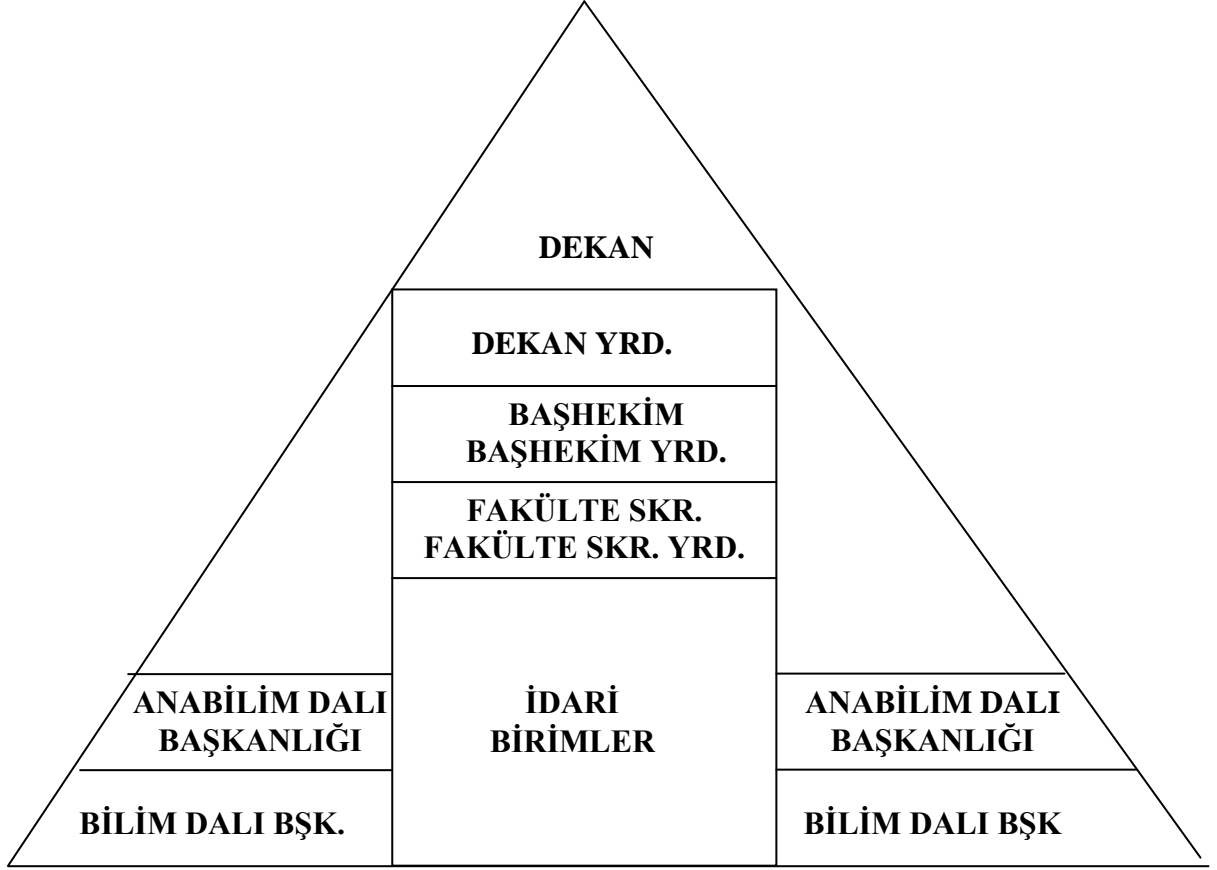 DEKAN
DEKAN YRD.
BAŞHEKİM
BAŞHEKİM YRD.
FAKÜLTE SKR.
FAKÜLTE SKR. YRD.
ANABİLİM DALI
BAŞKANLIĞI
İDARİ
BİRİMLER
ANABİLİM DALI
BAŞKANLIĞI
BİLİM DALI BŞK.
BİLİM DALI BŞK